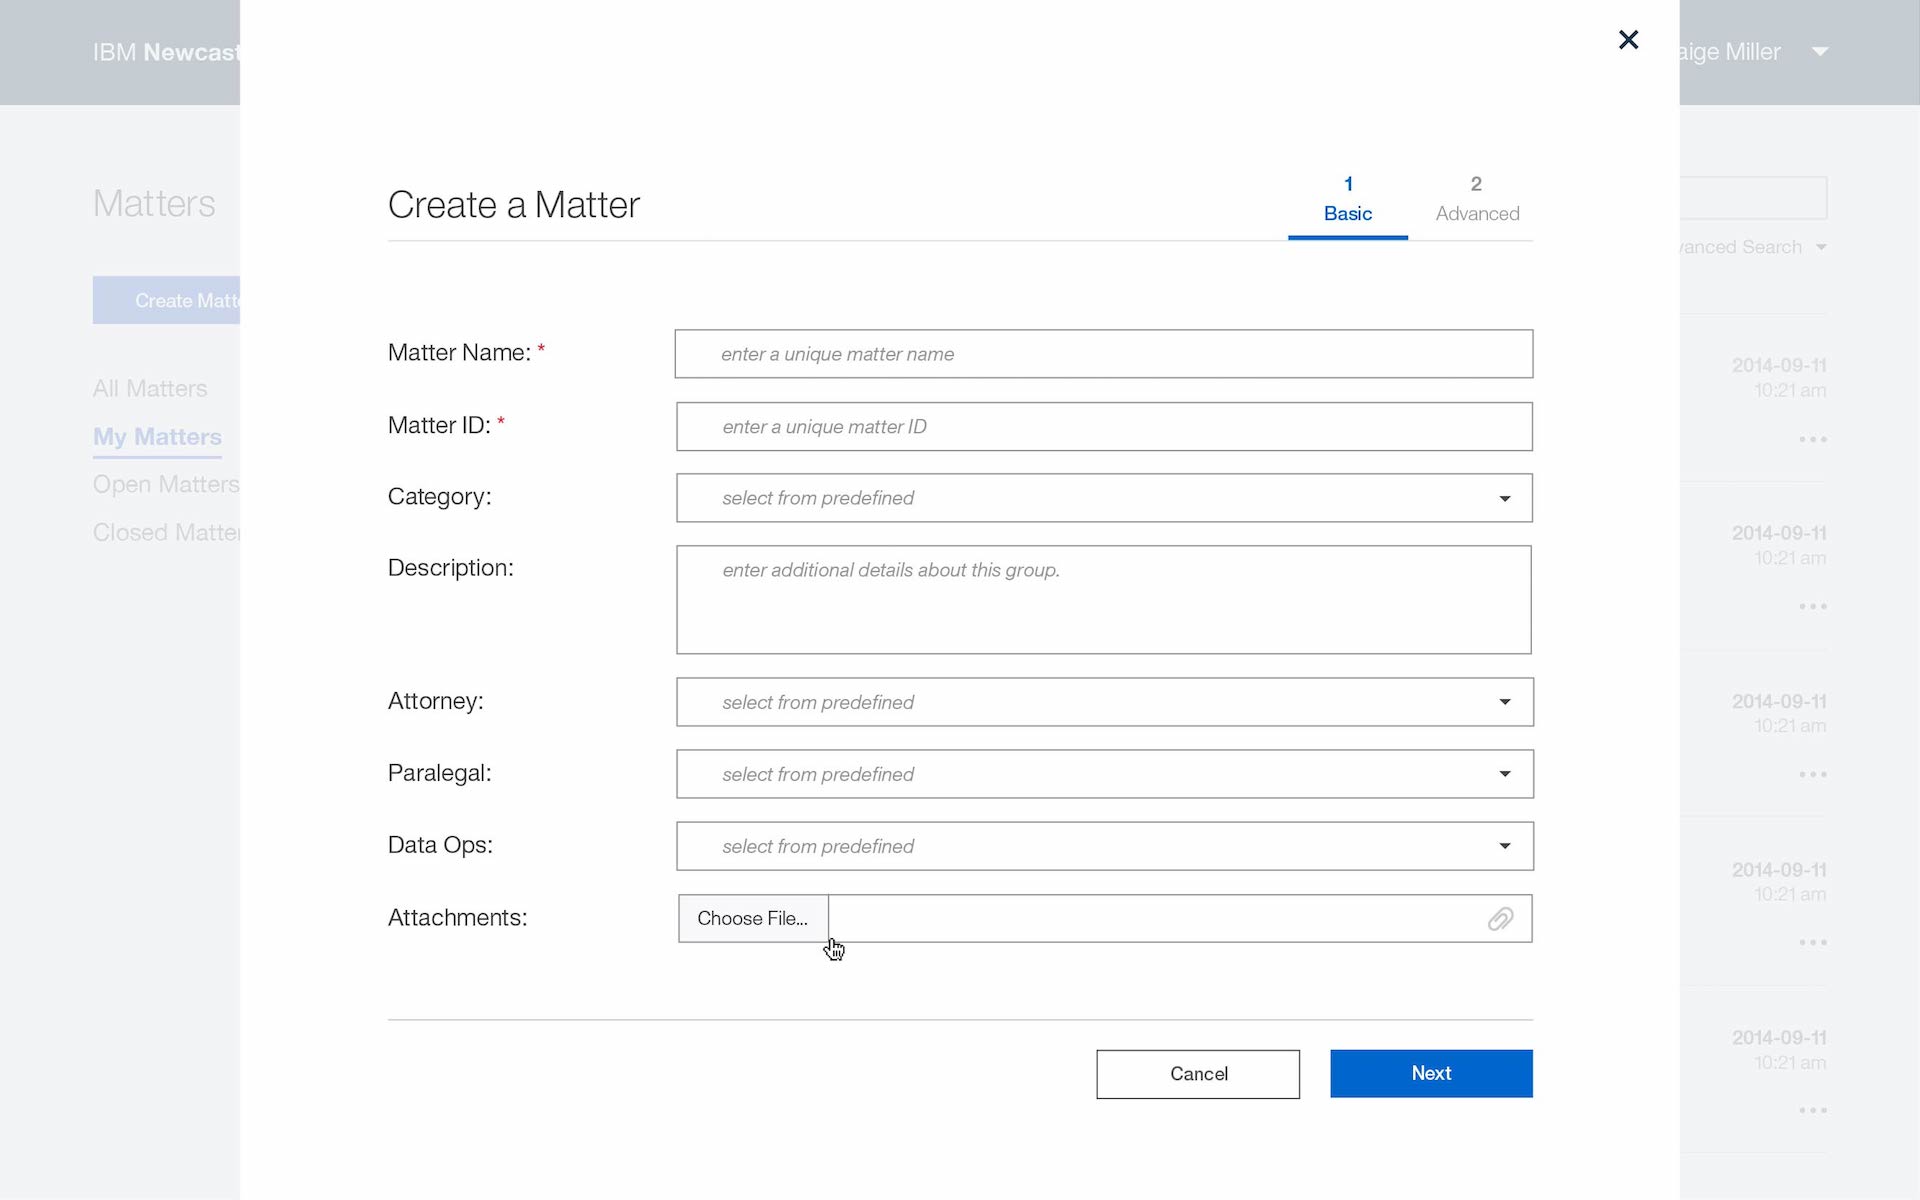 IBM Newcast
aige Miller
Matters
Create a Matter
1
Basic
2
Advanced
vanced Search
Create Matte
All Matters
My Matters
Open Matters
Closed Matter
Matter Name: *
enter a unique matter name
Matter ID: *
enter a unique matter ID
Category:
select from predefined
Description:
enter additional details about this group.
Attorney:
select from predefined
Paralegal:
select from predefined
Data Ops:
select from predefined
Attachments:
Choose File...
Cancel
Next
2014-09-11
10:21 am
2014-09-11
10:21 am
2014-09-11
10:21 am
2014-09-11
10:21 am
2014-09-11
10:21 am